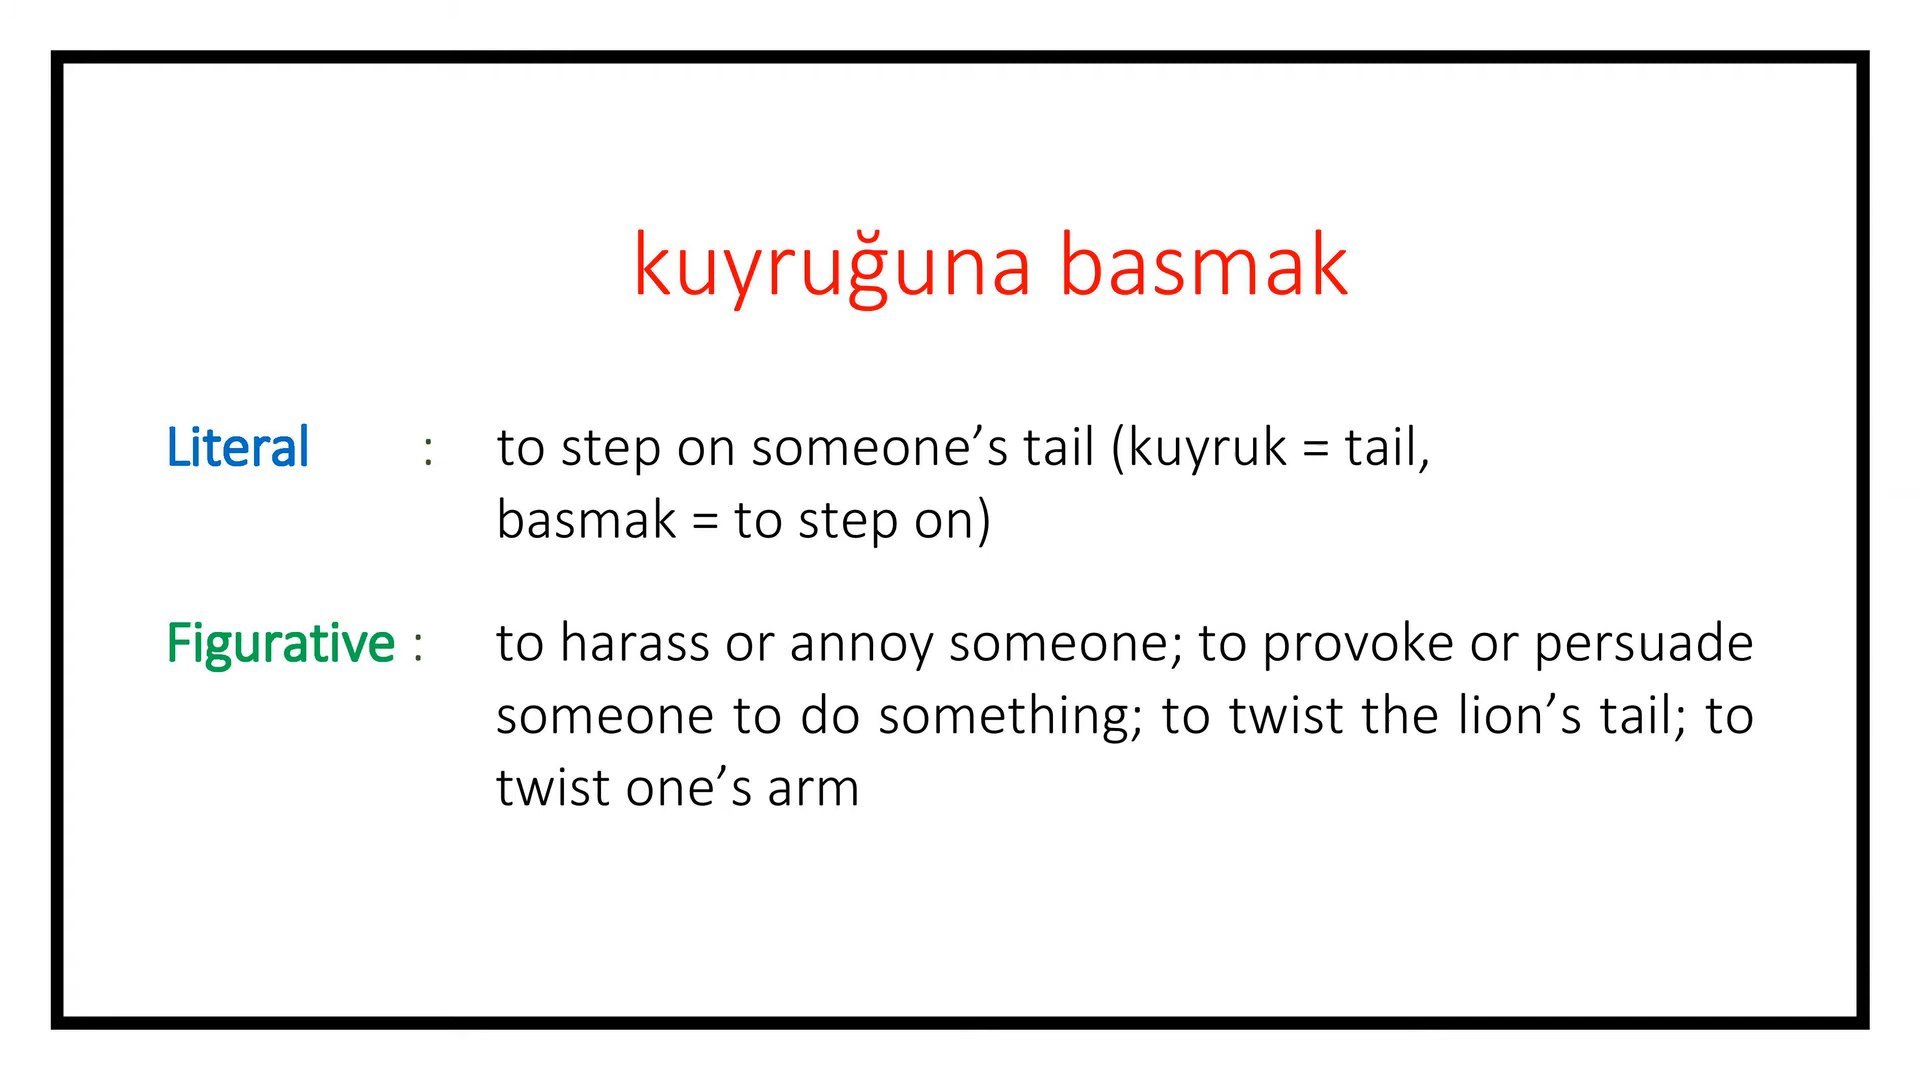 kuyruğuna basmak
Literal : to step on someone’s tail (kuyruk = tail,
basmak = to step on)
Figurative : to harass or annoy someone; to provoke or persuade
someone to do something; to twist the lion’s tail; to
twist one’s arm